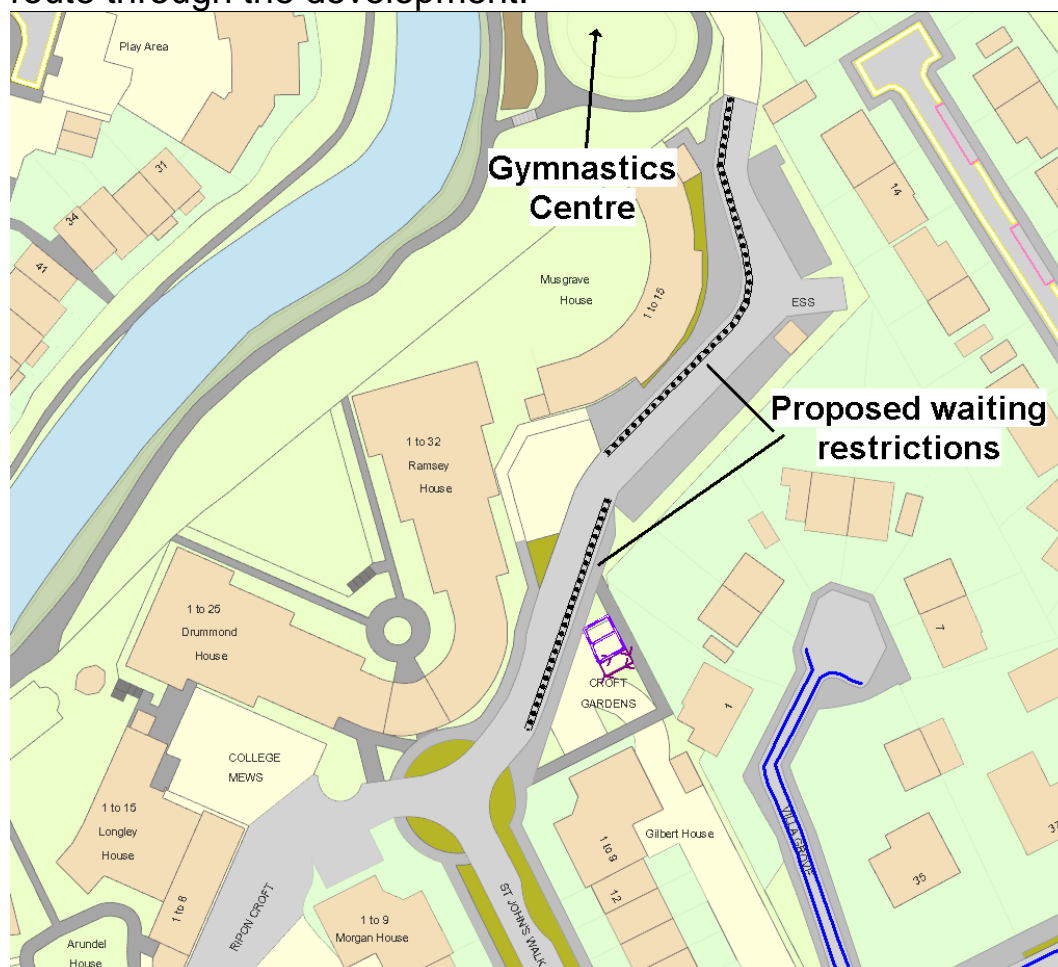 route through the development.
Play Area
Gymnastics
Centre
31
34
41
14
Musgrave
House
1 to 15
ESS
Proposed waiting
restrictions
1 to 32
Ramsey
House
1 to 25
Drummond
House
7
1
CROFT
GARDENS
COLLEGE
MEWS
1 to 15
Longley
House
Gilbert House
1 to 9
12
VILLA GROVE
37
35
1 to 8
RIPON CROFT
1 to 9
Morgan House
ST JOHN'S WALK
Arundel
House